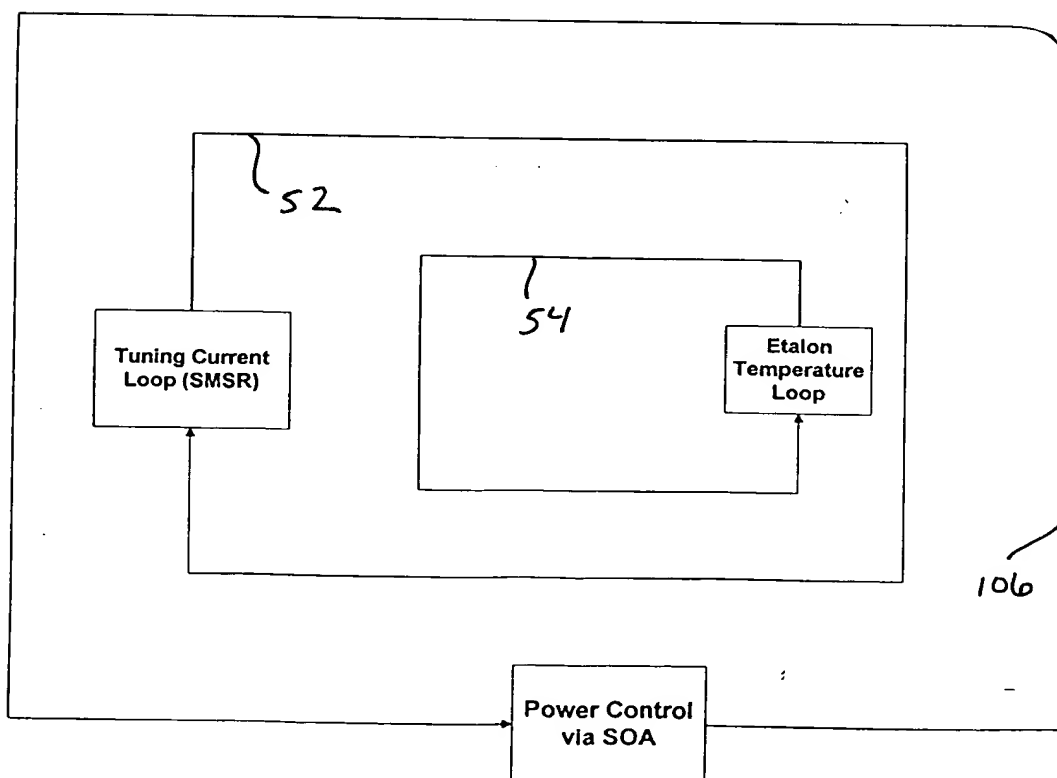 52
54
Tuning Current
Loop (SMSR)
Etalon
Temperature
Loop
106
Power Control
via SOA